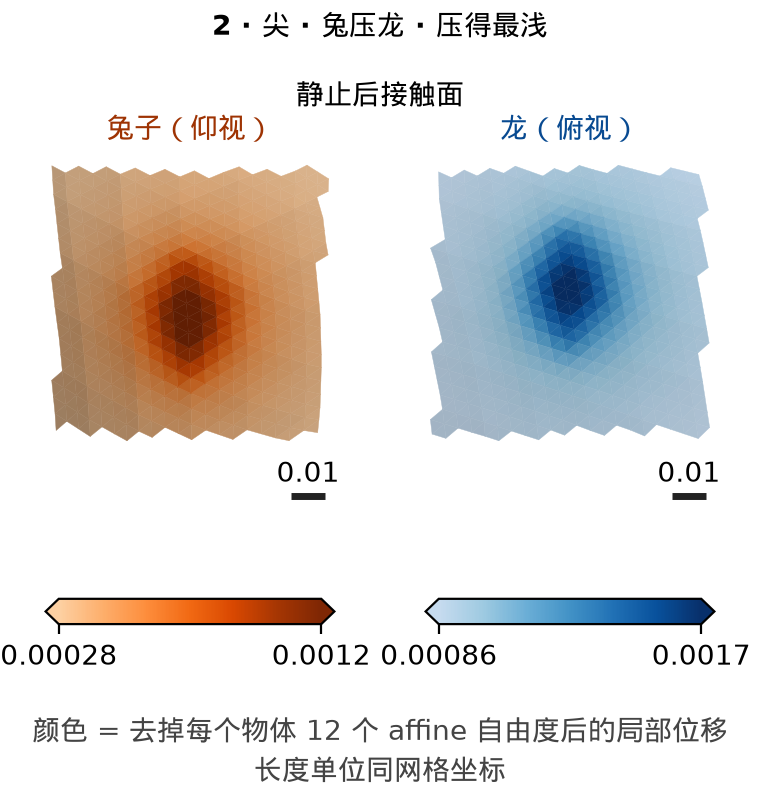 2 · 尖 · 兔压龙 · 压得最浅
静止后接触面
兔子（仰视）
龙（俯视）
0.01
0.01
0.00028
0.0012
0.00086
0.0017
颜色 = 去掉每个物体 12 个 affine 自由度后的局部位移
长度单位同网格坐标